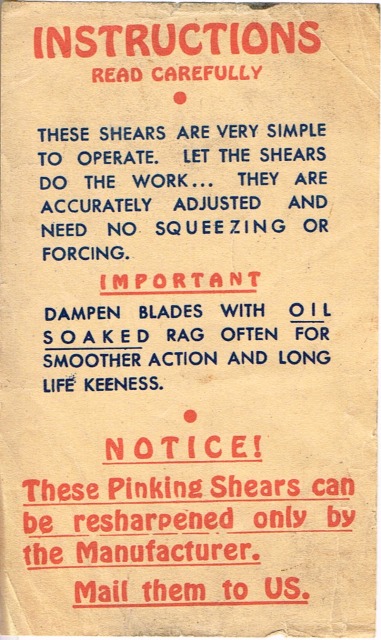 INSTRUCTIONS
READ CAREFULLY
THESE SHEARS ARE VERY SIMPLE
TO OPERATE. LET THE SHEARS
DO THE WORK... THEY ARE
ACCURATELY ADJUSTED AND
NEED NO SQUEEZING OR
FORCING.
IMPORTANT
DAMPEN BLADES WITH OIL
SOAKED RAG OFTEN FOR
SMOOTHER ACTION AND LONG
LIFE KEENESS.
NOTICE!
These Pinking Shears can
be resharpened only by
the Manufacturer.
Mail them to US.